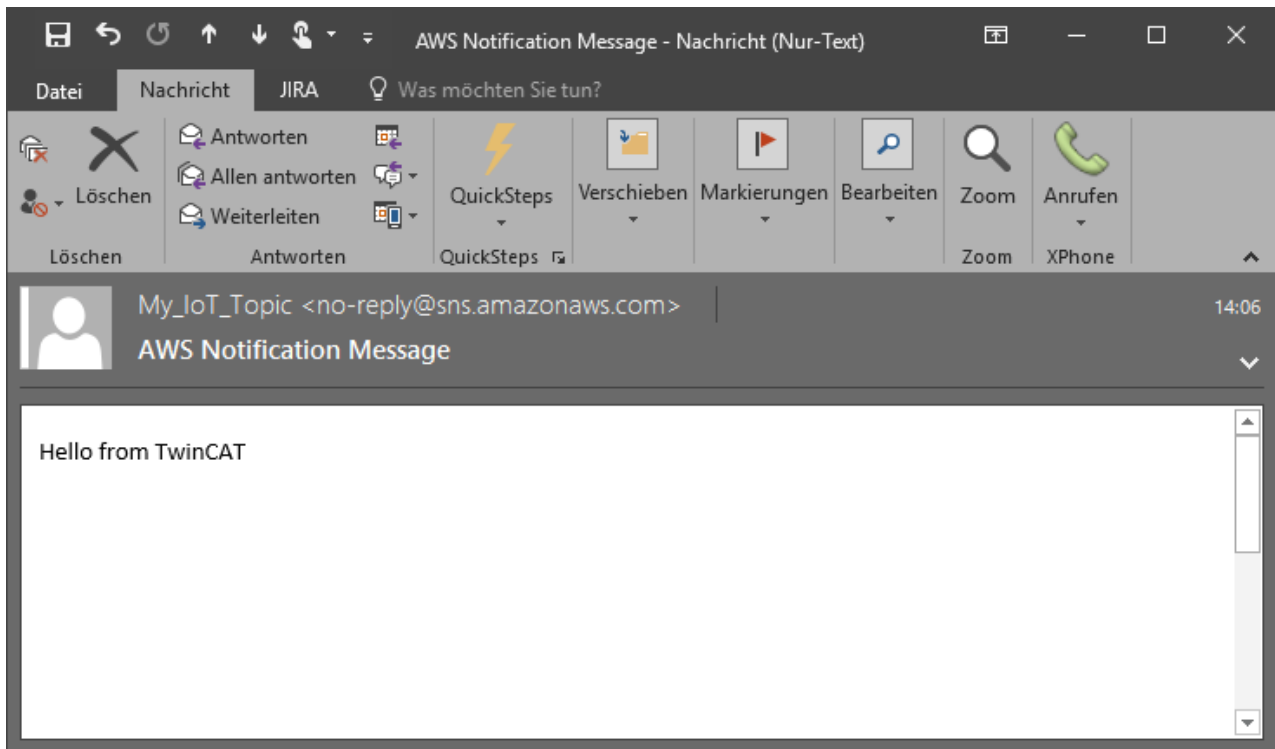 AWS Notification Message - Nachricht (Nur-Text)
Datei Nachricht JIRA Was möchten Sie tun?
Löschen
Antworten
Allen antworten
Weiterleiten
QuickSteps
Verschieben
Markierungen
Bearbeiten
Zoom
Anrufen
Löschen Antworten QuickSteps Zoom XPhone
My_IoT_Topic <no-reply@sns.amazonaws.com> 14:06
AWS Notification Message
Hello from TwinCAT